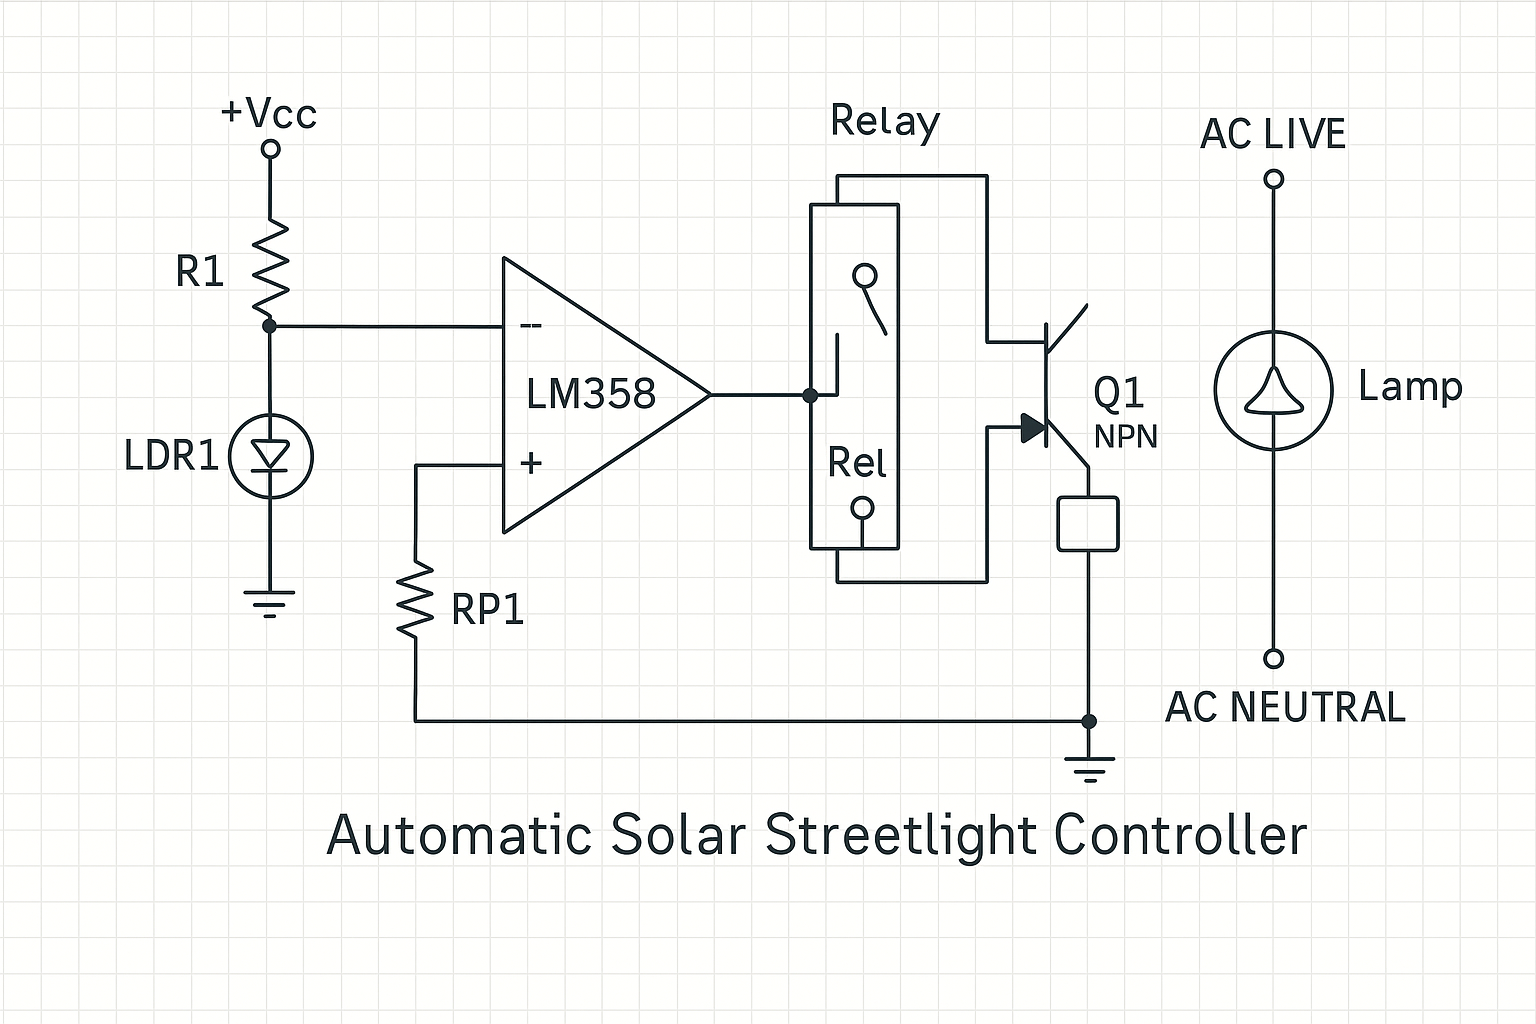 +Vcc
R1
LDR1
--
LM358
+
RP1
Relay
Rel
Q1
NPN
AC LIVE
Lamp
AC NEUTRAL
Automatic Solar Streetlight Controller